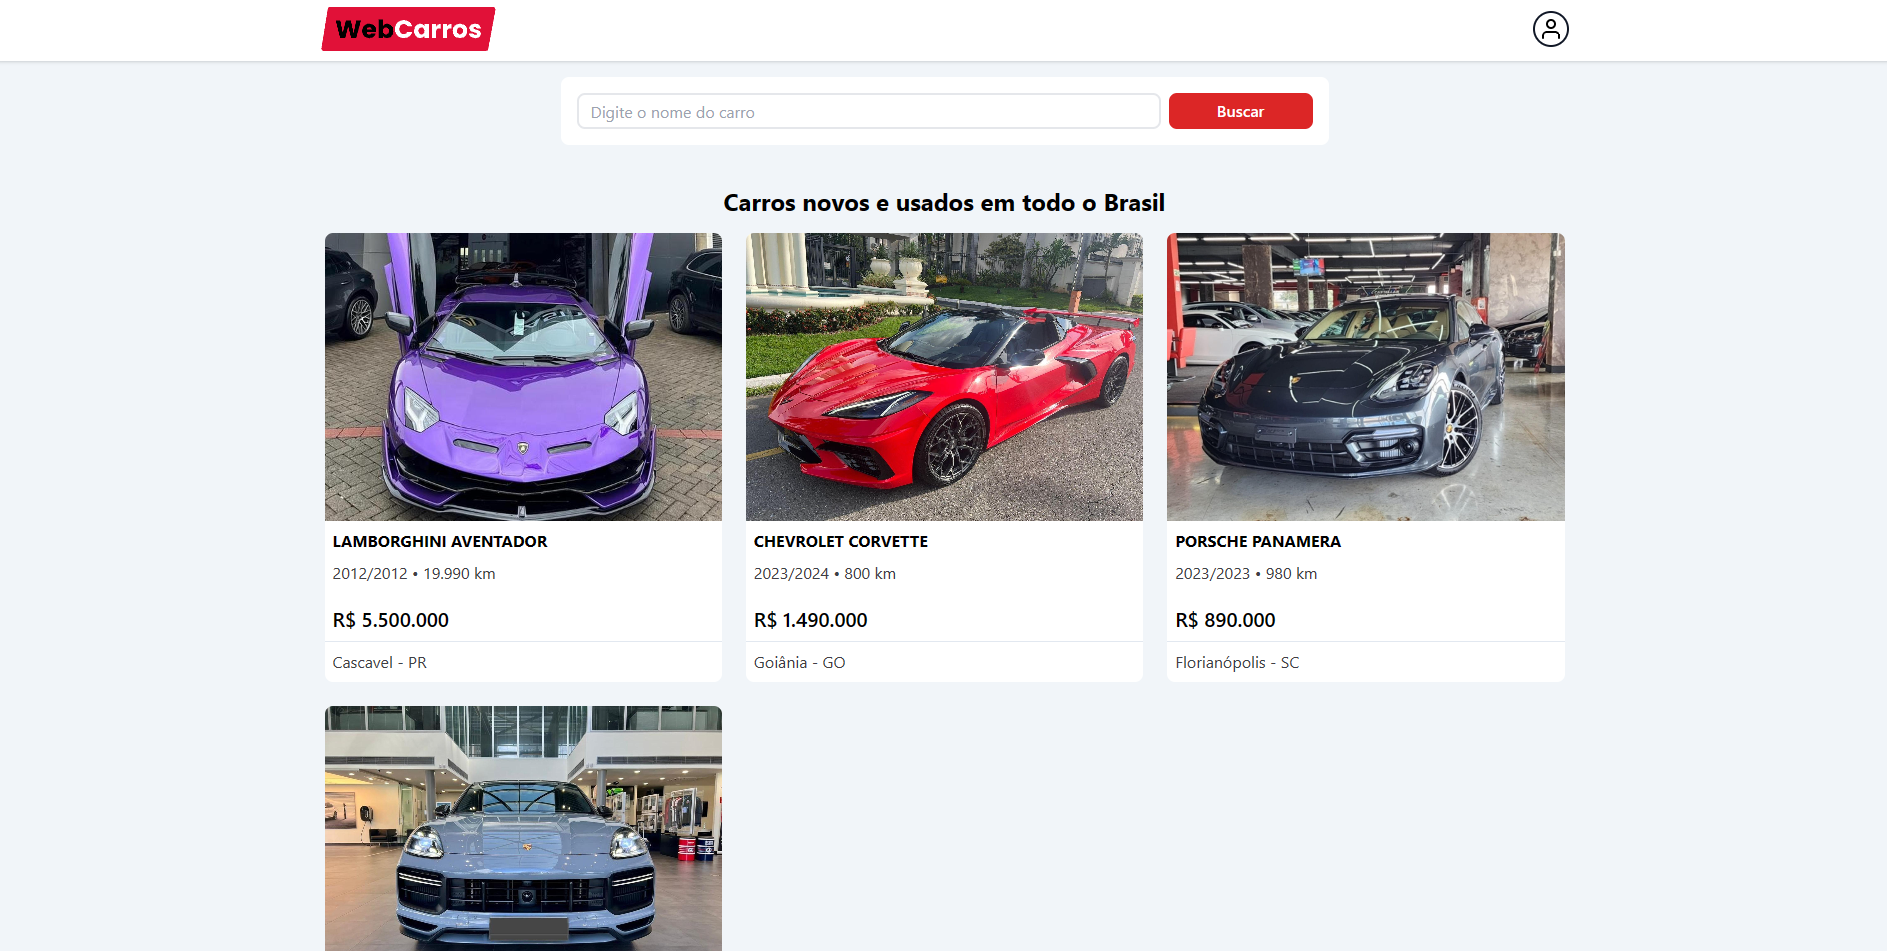 WebCarros
Digite o nome do carro
Buscar
Carros novos e usados em todo o Brasil
LAMBORGHINI AVENTADOR
2012/2012 • 19.990 km
R$ 5.500.000
Cascavel - PR
CHEVROLET CORVETTE
2023/2024 • 800 km
R$ 1.490.000
Goiânia - GO
PORSCHE PANAMERA
2023/2023 • 980 km
R$ 890.000
Florianópolis - SC